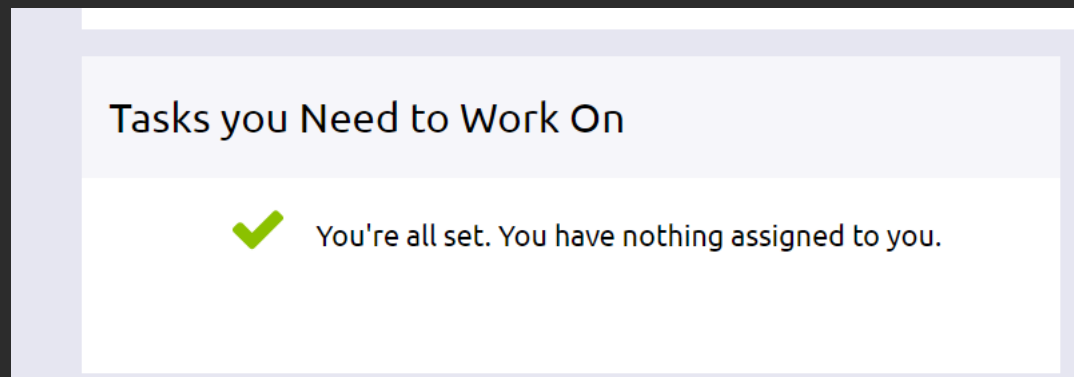 Tasks you Need to Work On
You're all set. You have nothing assigned to you.